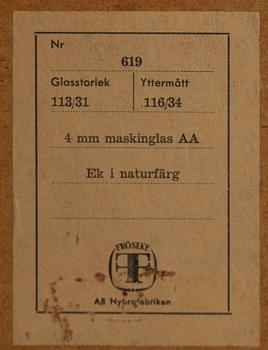 Nr
619
Glasstorlek Yttermått
113/31 116/34
4 mm maskinglas AA
Ek i naturfärg
FRÖSEKE
AB Nybrofabriken